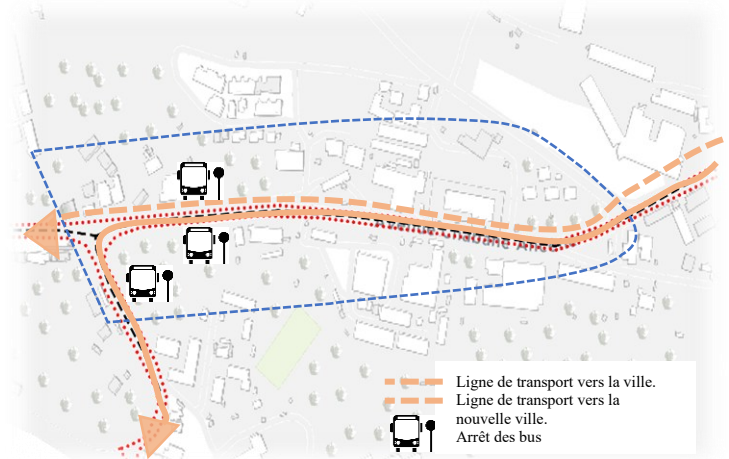 Ligne de transport vers la ville.
Ligne de transport vers la
nouvelle ville.
Arrêt des bus